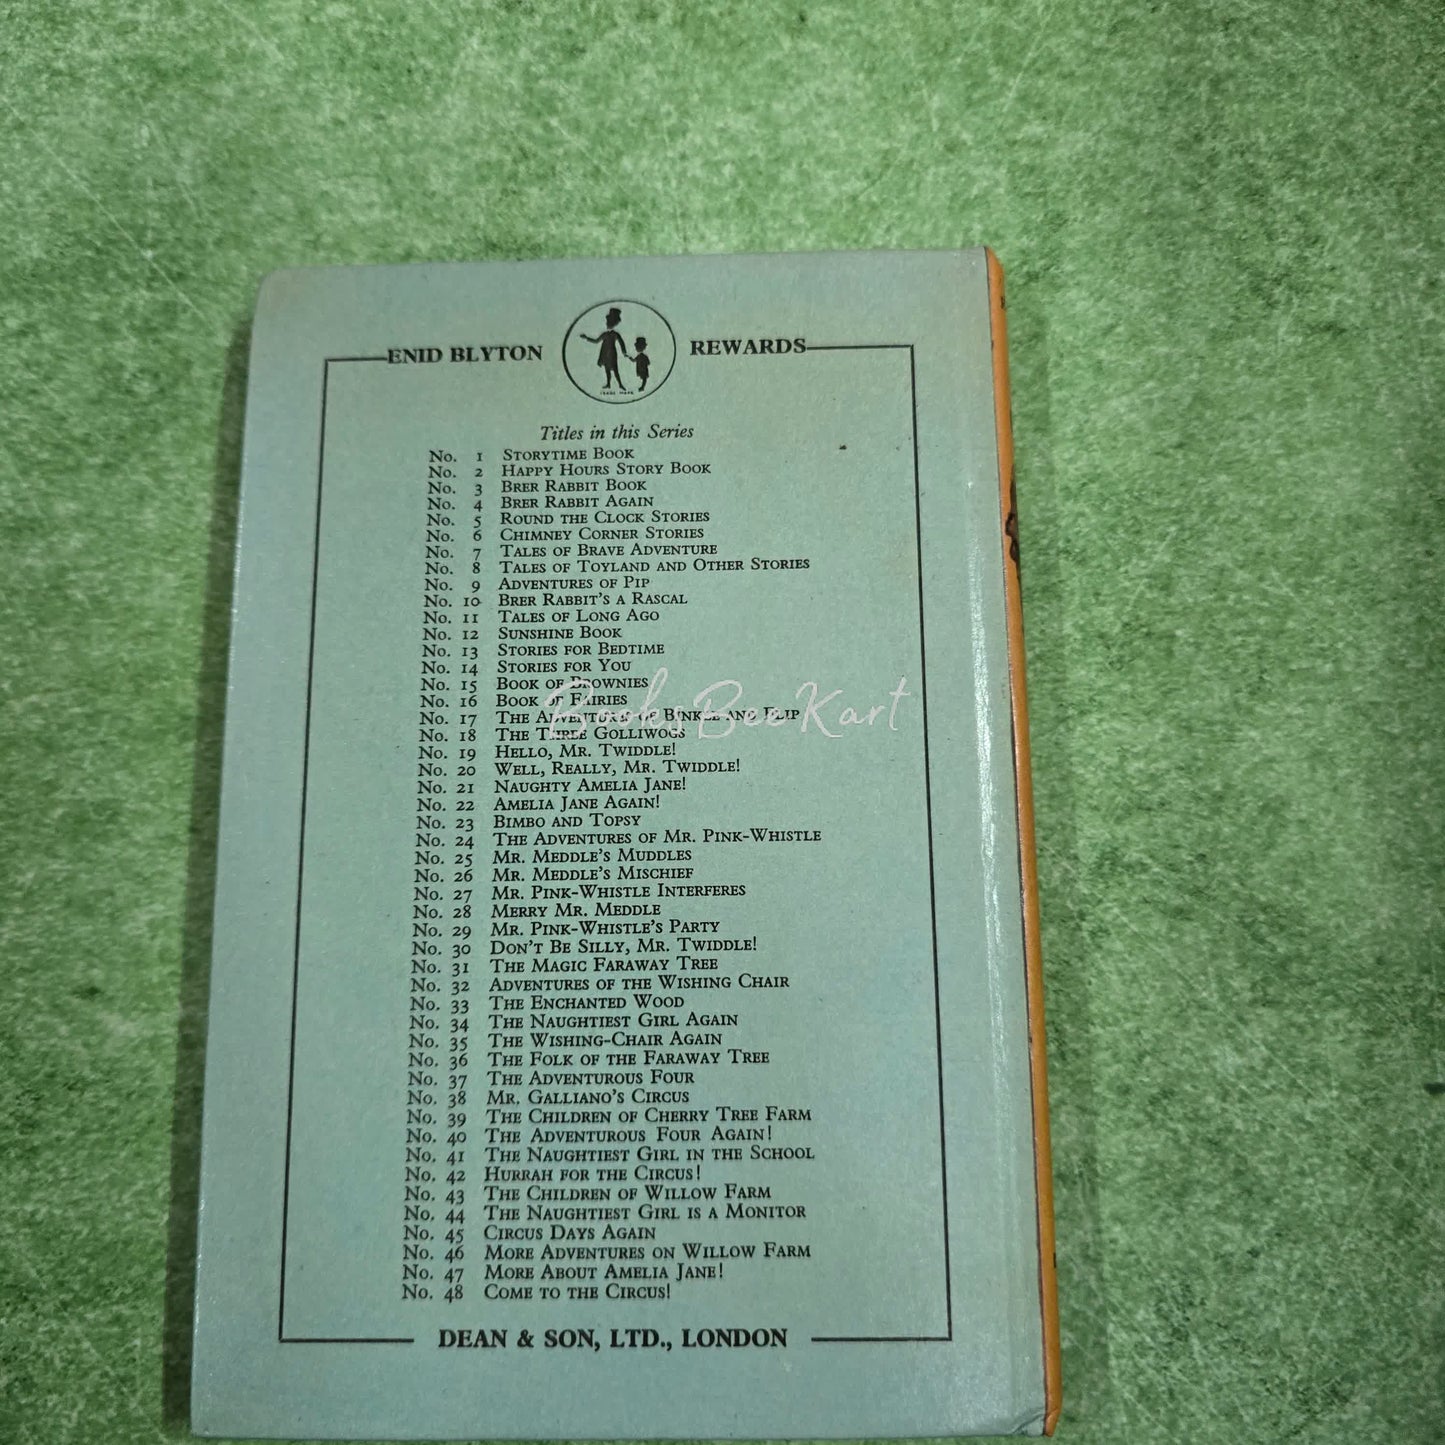 ENID BLYTON REWARDS
TRADE MARK
Titles in this Series
No. 1 STORYTIME BOOK
No. 2 HAPPY HOURS STORY BOOK
No. 3 BRER RABBIT BOOK
No. 4 BRER RABBIT AGAIN
No. 5 ROUND THE CLOCK STORIES
No. 6 CHIMNEY CORNER STORIES
No. 7 TALES OF BRAVE ADVENTURE
No. 8 TALES OF TOYLAND AND OTHER STORIES
No. 9 ADVENTURES OF PIP
No. 10 BRER RABBIT'S A RASCAL
No. 11 TALES OF LONG AGO
No. 12 SUNSHINE BOOK
No. 13 STORIES FOR BEDTIME
No. 14 STORIES FOR YOU
No. 15 BOOK OF BROWNIES
No. 16 BOOK OF FAIRIES
No. 17 THE ADVENTURES OF BINKLE AND FLIP
No. 18 THE THREE GOLLIWOGS
No. 19 HELLO, MR. TWIDDLE!
No. 20 WELL, REALLY, MR. TWIDDLE!
No. 21 NAUGHTY AMELIA JANE!
No. 22 AMELIA JANE AGAIN!
No. 23 BIMBO AND TOPSY
No. 24 THE ADVENTURES OF MR. PINK-WHISTLE
No. 25 MR. MEDDLE'S MUDDLES
No. 26 MR. MEDDLE'S MISCHIEF
No. 27 MR. PINK-WHISTLE INTERFERES
No. 28 MERRY MR. MEDDLE
No. 29 MR. PINK-WHISTLE'S PARTY
No. 30 DON'T BE SILLY, MR. TWIDDLE!
No. 31 THE MAGIC FARAWAY TREE
No. 32 ADVENTURES OF THE WISHING CHAIR
No. 33 THE ENCHANTED WOOD
No. 34 THE NAUGHTIEST GIRL AGAIN
No. 35 THE WISHING-CHAIR AGAIN
No. 36 THE FOLK OF THE FARAWAY TREE
No. 37 THE ADVENTUROUS FOUR
No. 38 MR. GALLIANO'S CIRCUS
No. 39 THE CHILDREN OF CHERRY TREE FARM
No. 40 THE ADVENTUROUS FOUR AGAIN!
No. 41 THE NAUGHTIEST GIRL IN THE SCHOOL
No. 42 HURRAH FOR THE CIRCUS!
No. 43 THE CHILDREN OF WILLOW FARM
No. 44 THE NAUGHTIEST GIRL IS A MONITOR
No. 45 CIRCUS DAYS AGAIN
No. 46 MORE ADVENTURES ON WILLOW FARM
No. 47 MORE ABOUT AMELIA JANE!
No. 48 COME TO THE CIRCUS!
DEAN & SON, LTD., LONDON
BooksBeeKart